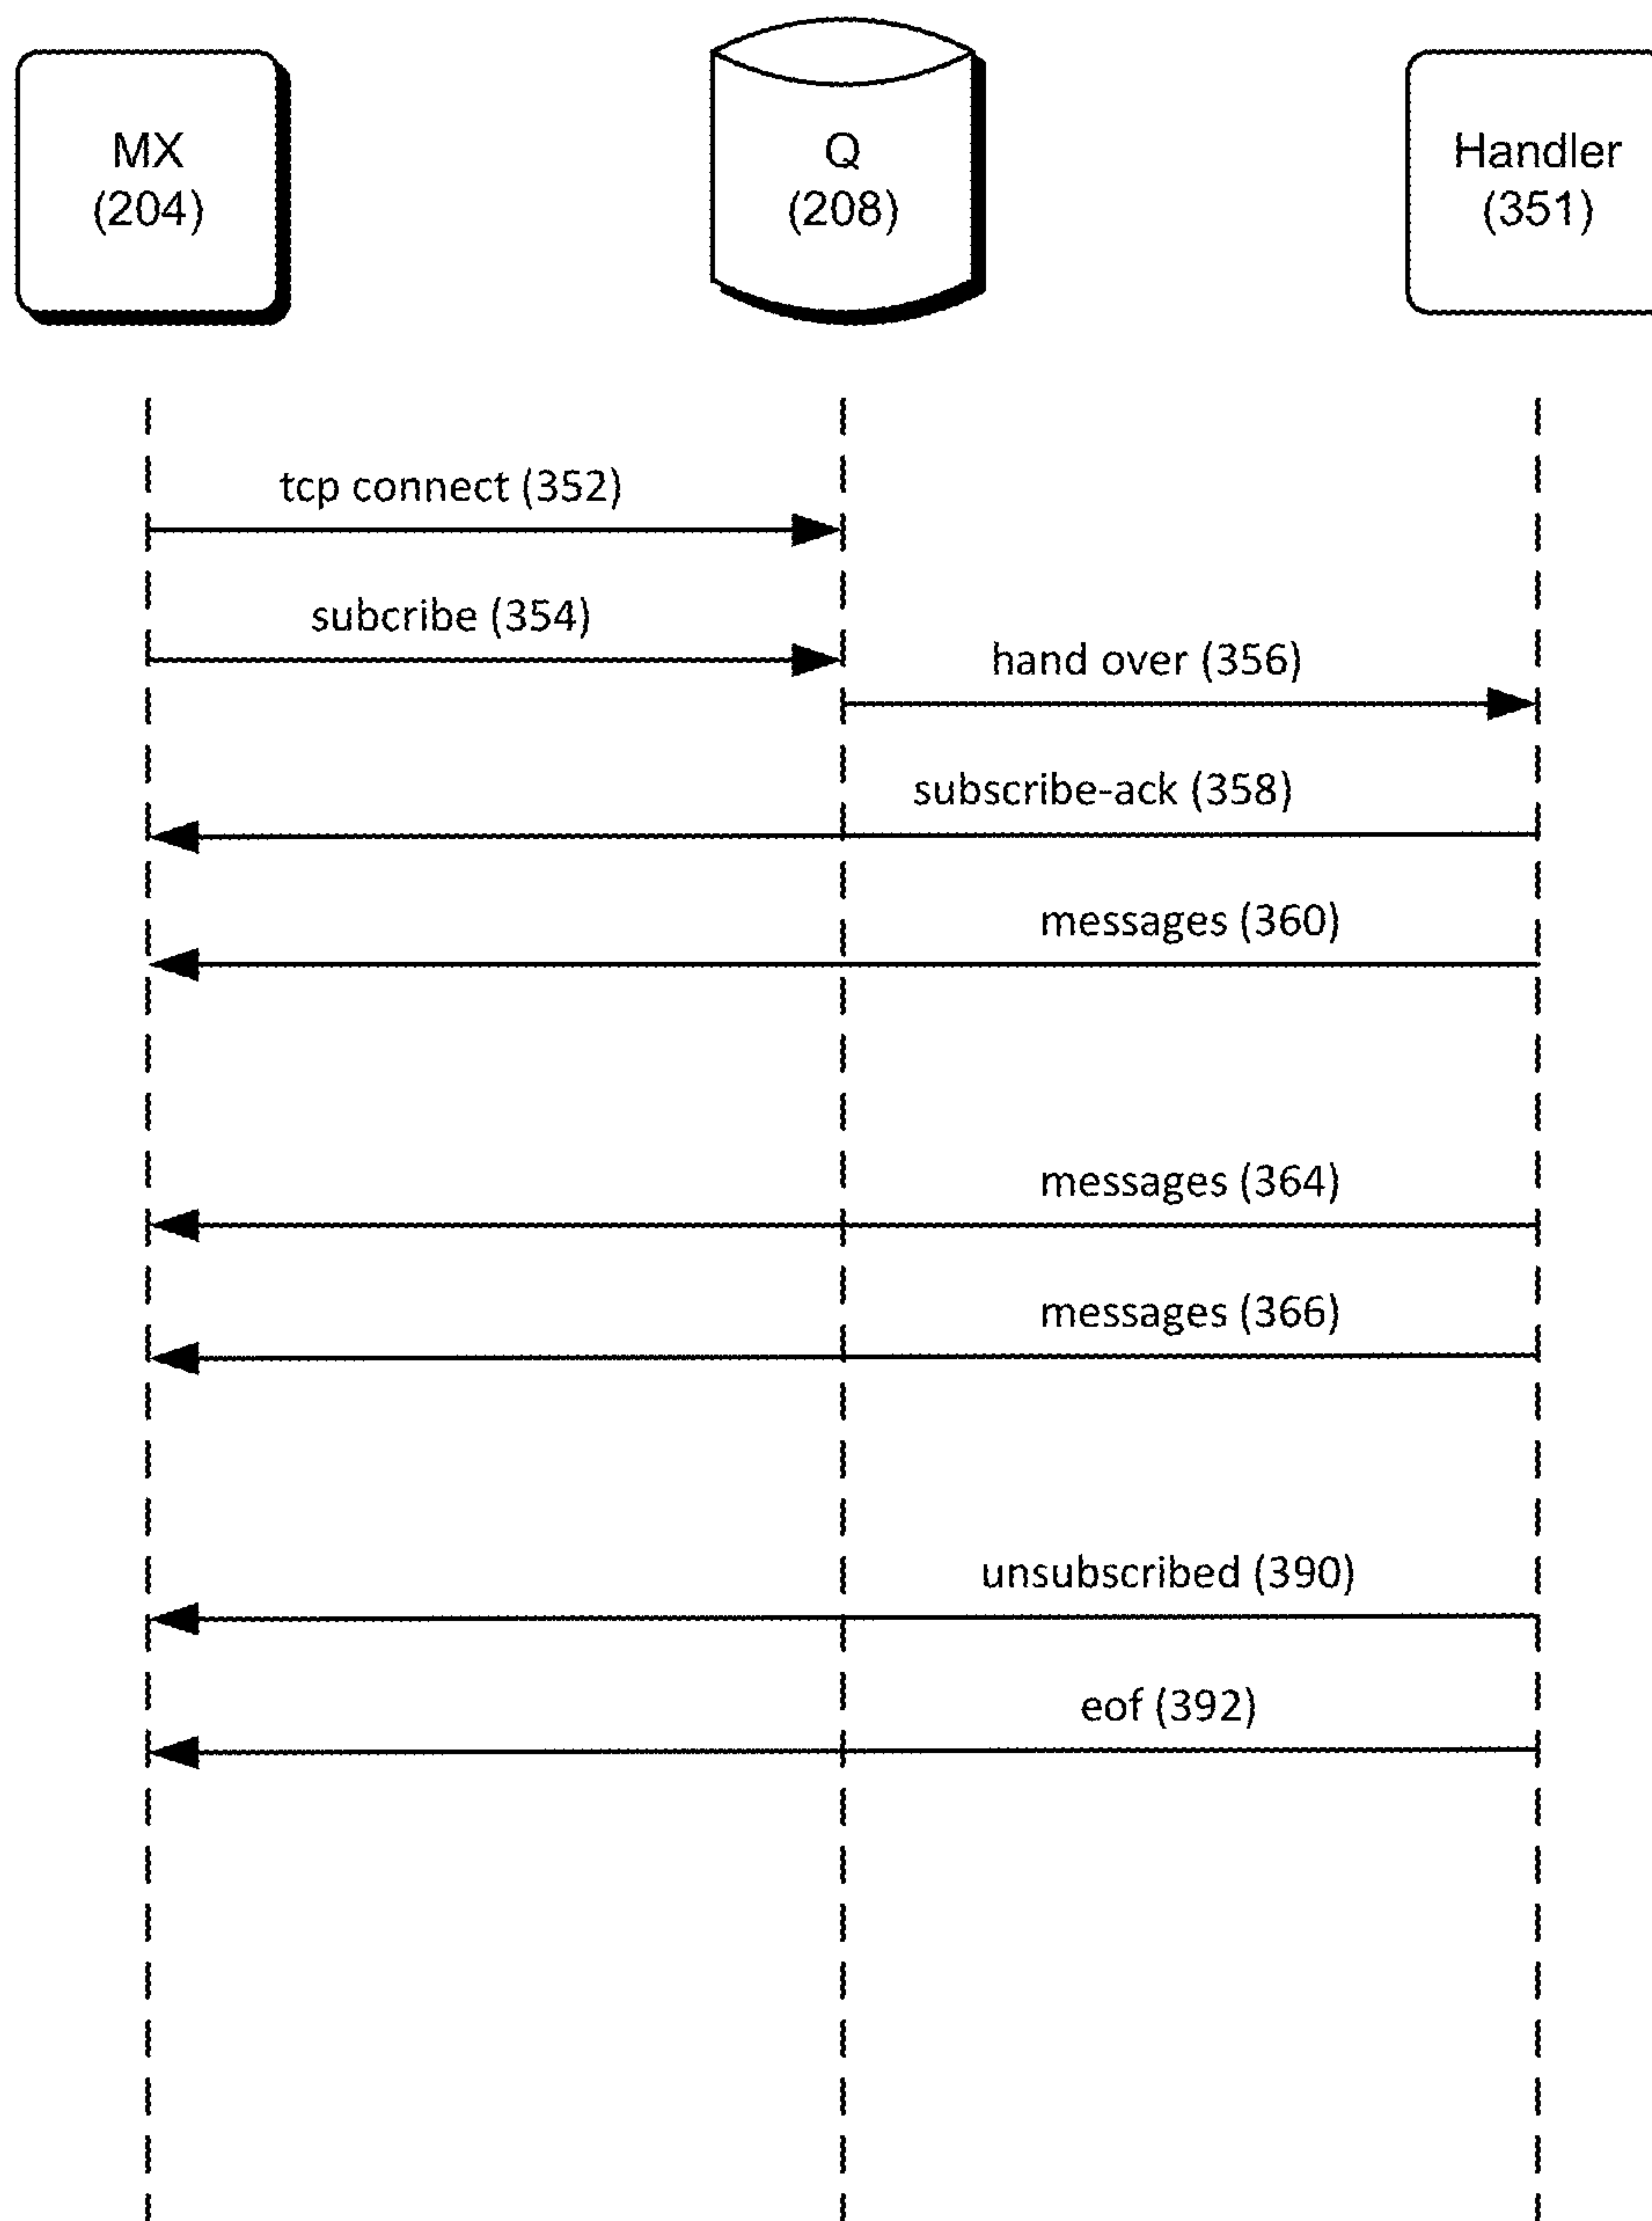 MX
(204)
Q
(208)
Handler
(351)
tcp connect (352)
subcribe (354)
hand over (356)
subscribe-ack (358)
messages (360)
messages (364)
messages (366)
unsubscribed (390)
eof (392)